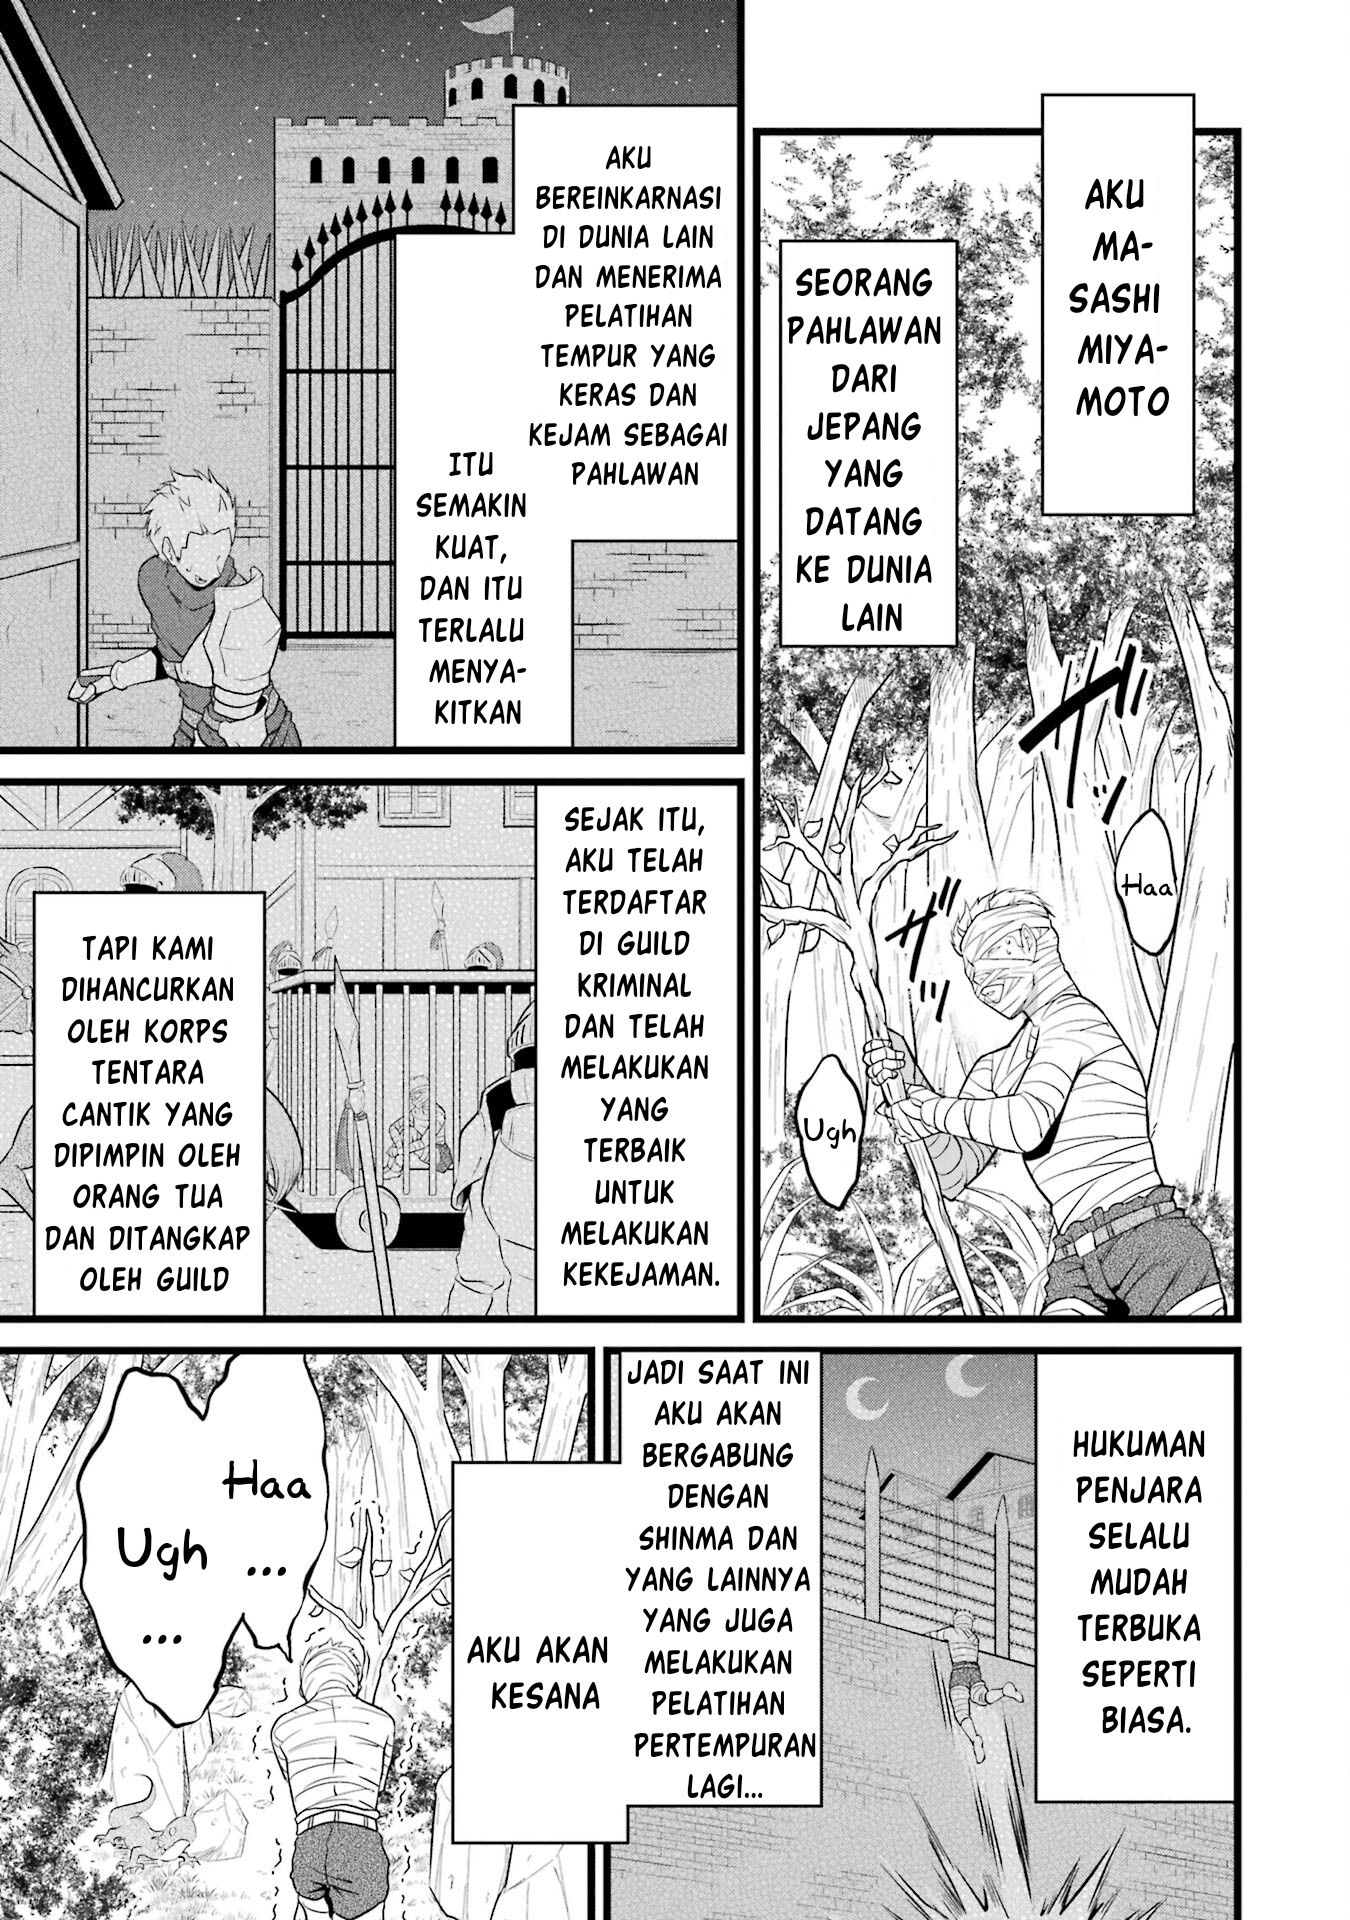 AKU
MA-
SASHI
MIYA-
MOTO
SEORANG
PAHLAWAN
DARI
JEPANG
YANG
DATANG
KE DUNIA
LAIN
Haa
Ugh
AKU
BEREINKARNASI
DI DUNIA LAIN
DAN MENERIMA
PELATIHAN
TEMPUR YANG
KERAS DAN
KEJAM SEBAGAI
PAHLAWAN
ITU
SEMAKIN
KUAT,
DAN ITU
TERLALU
MENYA-
KITKAN
SEJAK ITU,
AKU TELAH
TERDAFTAR
DI GUILD
KRIMINAL
DAN TELAH
MELAKUKAN
YANG
TERBAIK
UNTUK
MELAKUKAN
KEKEJAMAN.
TAPI KAMI
DIHANCURKAN
OLEH KORPS
TENTARA
CANTIK YANG
DIPIMPIN OLEH
ORANG TUA
DAN DITANGKAP
OLEH GUILD
HUKUMAN
PENJARA
SELALU
MUDAH
TERBUKA
SEPERTI
BIASA.
JADI SAAT INI
AKU AKAN
BERGABUNG
DENGAN
SHINMA DAN
YANG LAINNYA
YANG JUGA
MELAKUKAN
PELATIHAN
PERTEMPURAN
LAGI...
AKU AKAN
KESANA
Haa
...
Ugh
...